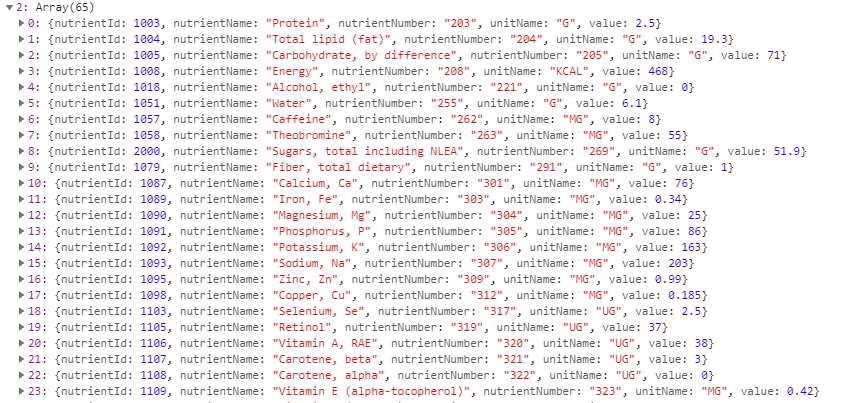 ▼ 2: Array(65)
▶ 0: {nutrientId: 1003, nutrientName: "Protein", nutrientNumber: "203", unitName: "G", value: 2.5}
▶ 1: {nutrientId: 1004, nutrientName: "Total lipid (fat)", nutrientNumber: "204", unitName: "G", value: 19.3}
▶ 2: {nutrientId: 1005, nutrientName: "Carbohydrate, by difference", nutrientNumber: "205", unitName: "G", value: 71}
▶ 3: {nutrientId: 1008, nutrientName: "Energy", nutrientNumber: "208", unitName: "KCAL", value: 468}
▶ 4: {nutrientId: 1018, nutrientName: "Alcohol, ethyl", nutrientNumber: "221", unitName: "G", value: 0}
▶ 5: {nutrientId: 1051, nutrientName: "Water", nutrientNumber: "255", unitName: "G", value: 6.1}
▶ 6: {nutrientId: 1057, nutrientName: "Caffeine", nutrientNumber: "262", unitName: "MG", value: 8}
▶ 7: {nutrientId: 1058, nutrientName: "Theobromine", nutrientNumber: "263", unitName: "MG", value: 55}
▶ 8: {nutrientId: 2000, nutrientName: "Sugars, total including NLEA", nutrientNumber: "269", unitName: "G", value: 51.9}
▶ 9: {nutrientId: 1079, nutrientName: "Fiber, total dietary", nutrientNumber: "291", unitName: "G", value: 1}
▶ 10: {nutrientId: 1087, nutrientName: "Calcium, Ca", nutrientNumber: "301", unitName: "MG", value: 76}
▶ 11: {nutrientId: 1089, nutrientName: "Iron, Fe", nutrientNumber: "303", unitName: "MG", value: 0.34}
▶ 12: {nutrientId: 1090, nutrientName: "Magnesium, Mg", nutrientNumber: "304", unitName: "MG", value: 25}
▶ 13: {nutrientId: 1091, nutrientName: "Phosphorus, P", nutrientNumber: "305", unitName: "MG", value: 86}
▶ 14: {nutrientId: 1092, nutrientName: "Potassium, K", nutrientNumber: "306", unitName: "MG", value: 163}
▶ 15: {nutrientId: 1093, nutrientName: "Sodium, Na", nutrientNumber: "307", unitName: "MG", value: 203}
▶ 16: {nutrientId: 1095, nutrientName: "Zinc, Zn", nutrientNumber: "309", unitName: "MG", value: 0.99}
▶ 17: {nutrientId: 1098, nutrientName: "Copper, Cu", nutrientNumber: "312", unitName: "MG", value: 0.185}
▶ 18: {nutrientId: 1103, nutrientName: "Selenium, Se", nutrientNumber: "317", unitName: "UG", value: 2.5}
▶ 19: {nutrientId: 1105, nutrientName: "Retinol", nutrientNumber: "319", unitName: "UG", value: 37}
▶ 20: {nutrientId: 1106, nutrientName: "Vitamin A, RAE", nutrientNumber: "320", unitName: "UG", value: 38}
▶ 21: {nutrientId: 1107, nutrientName: "Carotene, beta", nutrientNumber: "321", unitName: "UG", value: 3}
▶ 22: {nutrientId: 1108, nutrientName: "Carotene, alpha", nutrientNumber: "322", unitName: "UG", value: 0}
▶ 23: {nutrientId: 1109, nutrientName: "Vitamin E (alpha-tocopherol)", nutrientNumber: "323", unitName: "MG", value: 0.42}